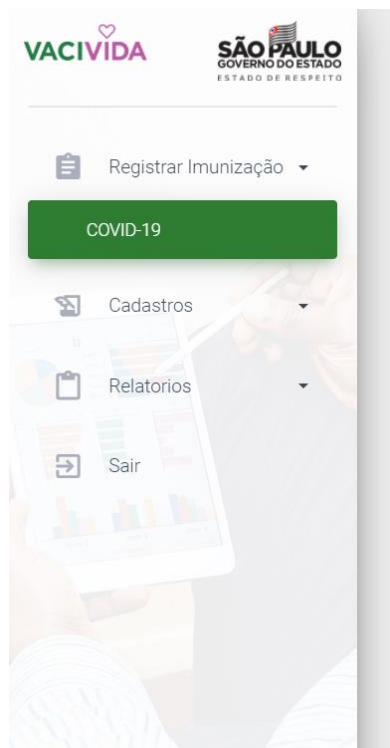 VACIVIDA
SÃO PAULO
GOVERNO DO ESTADO
ESTADO DE RESPEITO
Registrar Imunização
COVID-19
Cadastros
Relatorios
Sair